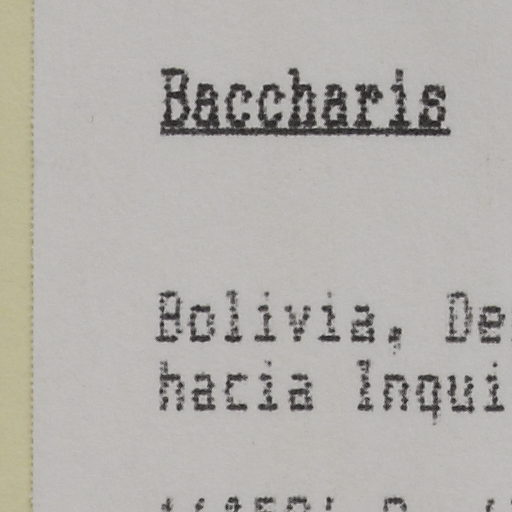 Baccharis
Bolivia, De
hacia Inqui